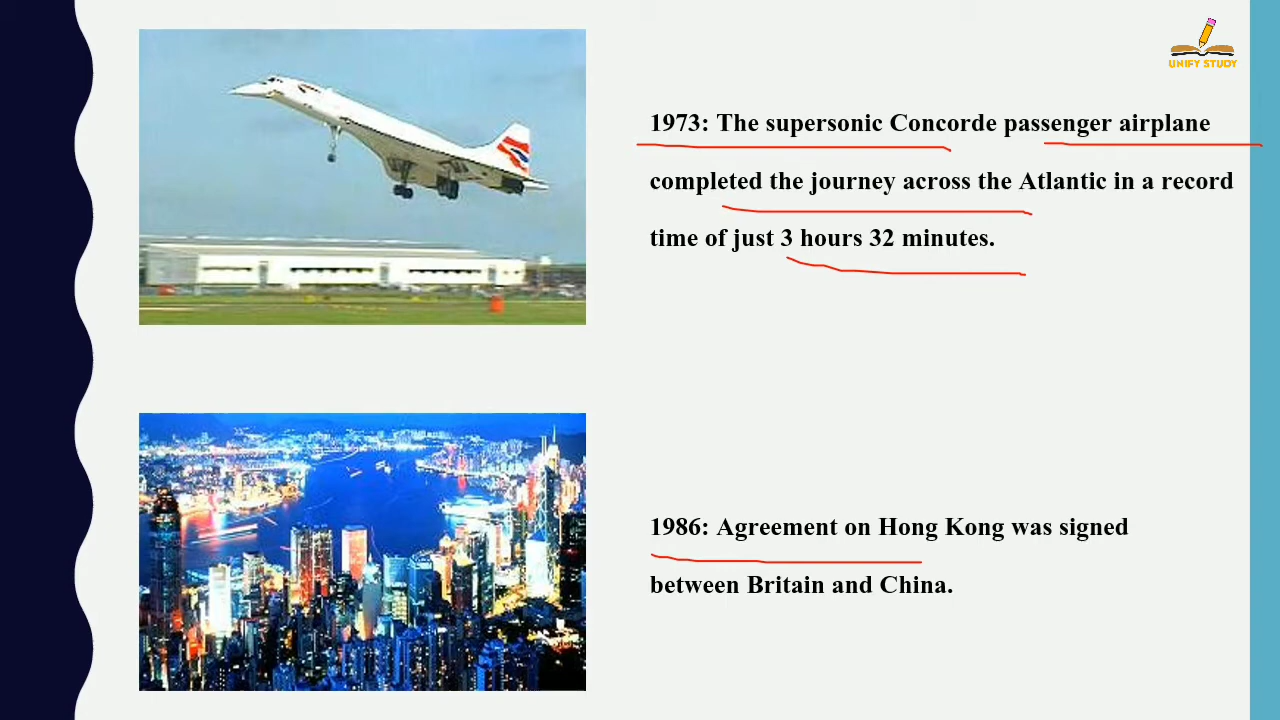 UNIFY STUDY
1973: The supersonic Concorde passenger airplane
completed the journey across the Atlantic in a record
time of just 3 hours 32 minutes.
1986: Agreement on Hong Kong was signed
between Britain and China.